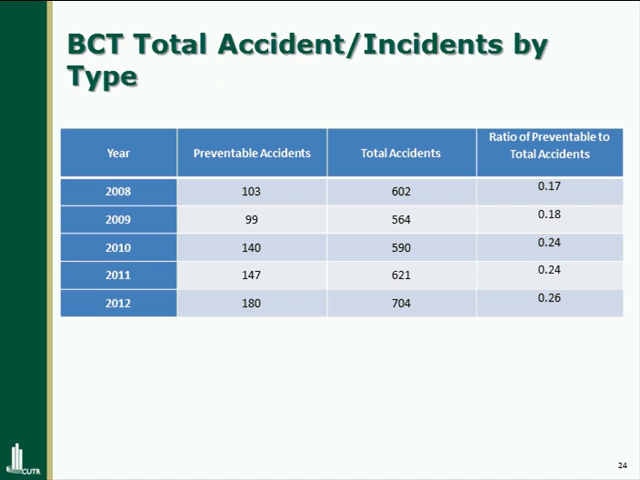 BCT Total Accident/Incidents by
Type
Year Preventable Accidents Total Accidents Ratio of Preventable to
Total Accidents
2008 103 602 0.17
2009 99 564 0.18
2010 140 590 0.24
2011 147 621 0.24
2012 180 704 0.26
CUTR
24